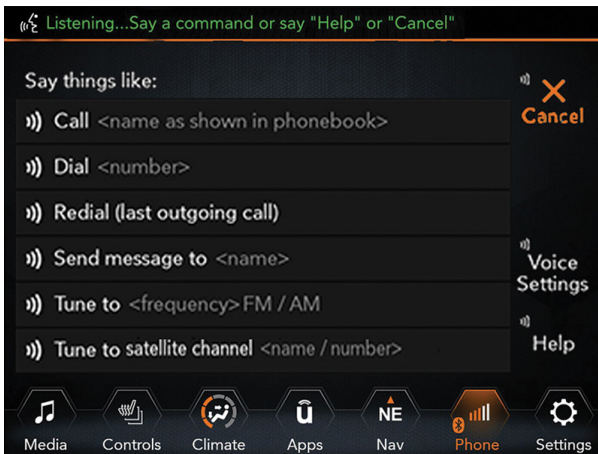 Listening...Say a command or say "Help" or "Cancel"
Say things like:
Call <name as shown in phonebook>
Dial <number>
Redial (last outgoing call)
Send message to <name>
Tune to <frequency> FM / AM
Tune to satellite channel <name / number>
Cancel
Voice
Settings
Help
û
NE
Media Controls Climate Apps Nav Phone Settings